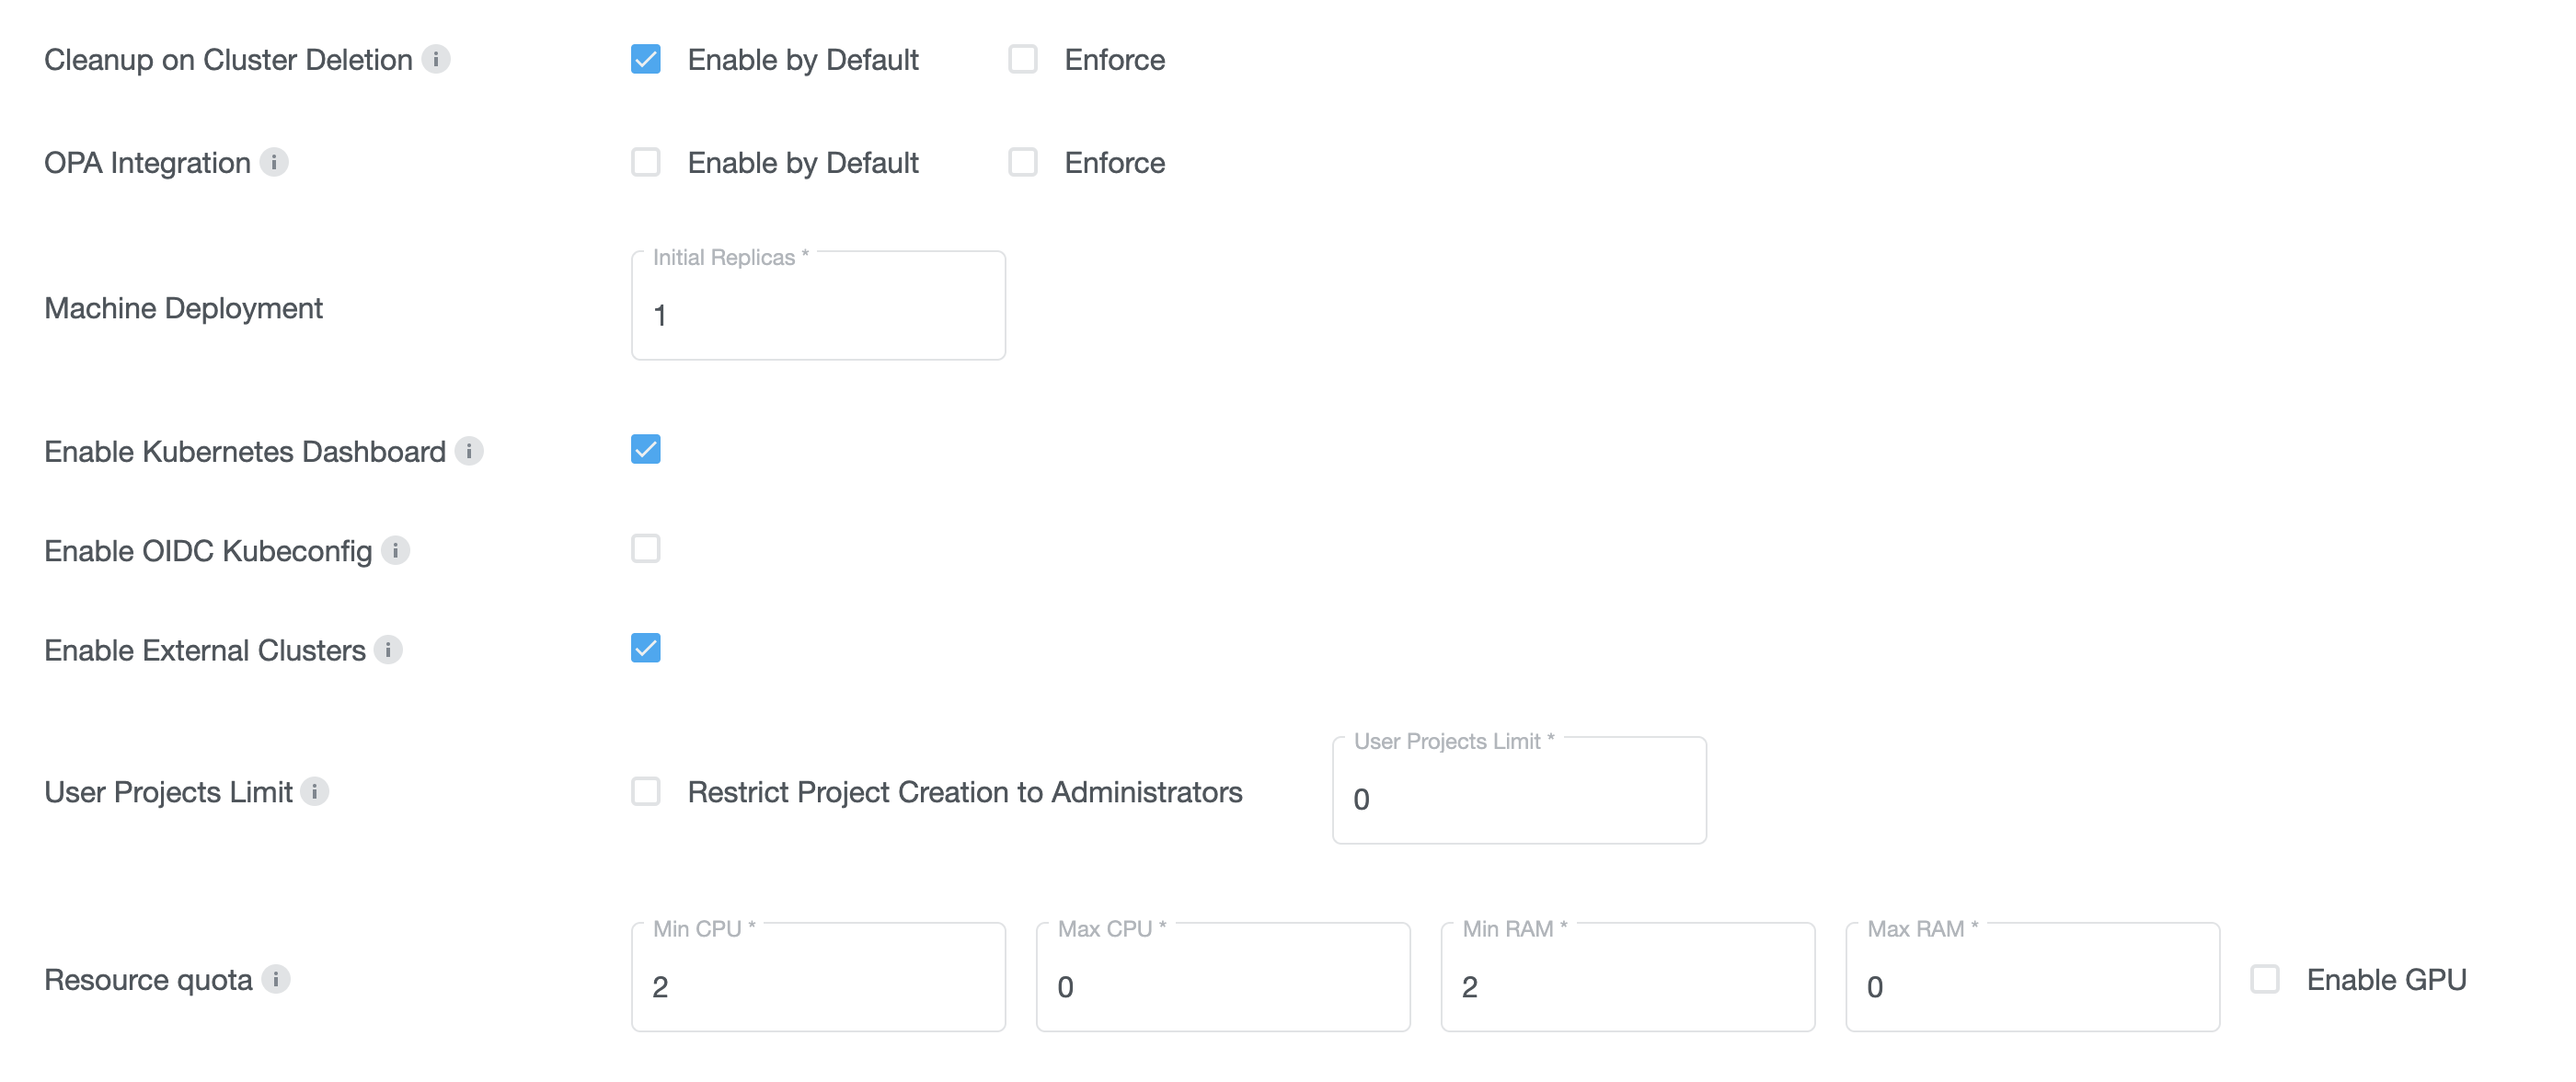 Cleanup on Cluster Deletion i Enable by Default Enforce
OPA Integration i Enable by Default Enforce
Initial Replicas *
Machine Deployment 1
Enable Kubernetes Dashboard i
Enable OIDC Kubeconfig i
Enable External Clusters i
User Projects Limit *
User Projects Limit i Restrict Project Creation to Administrators 0
Min CPU * Max CPU * Min RAM * Max RAM *
Resource quota i 2 0 2 0 Enable GPU